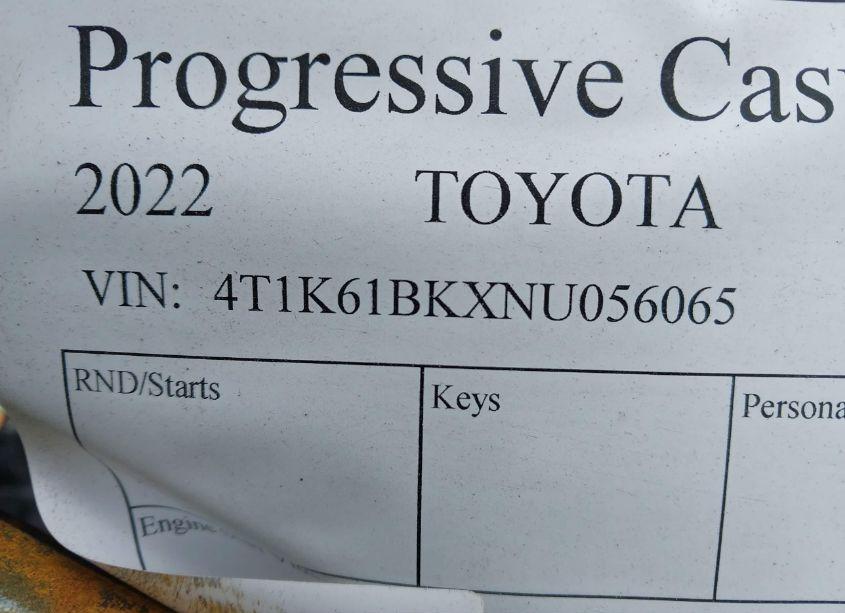 Progressive Cas
2022 TOYOTA
VIN: 4T1K61BKXNU056065
RND/Starts Keys Persona
Engine